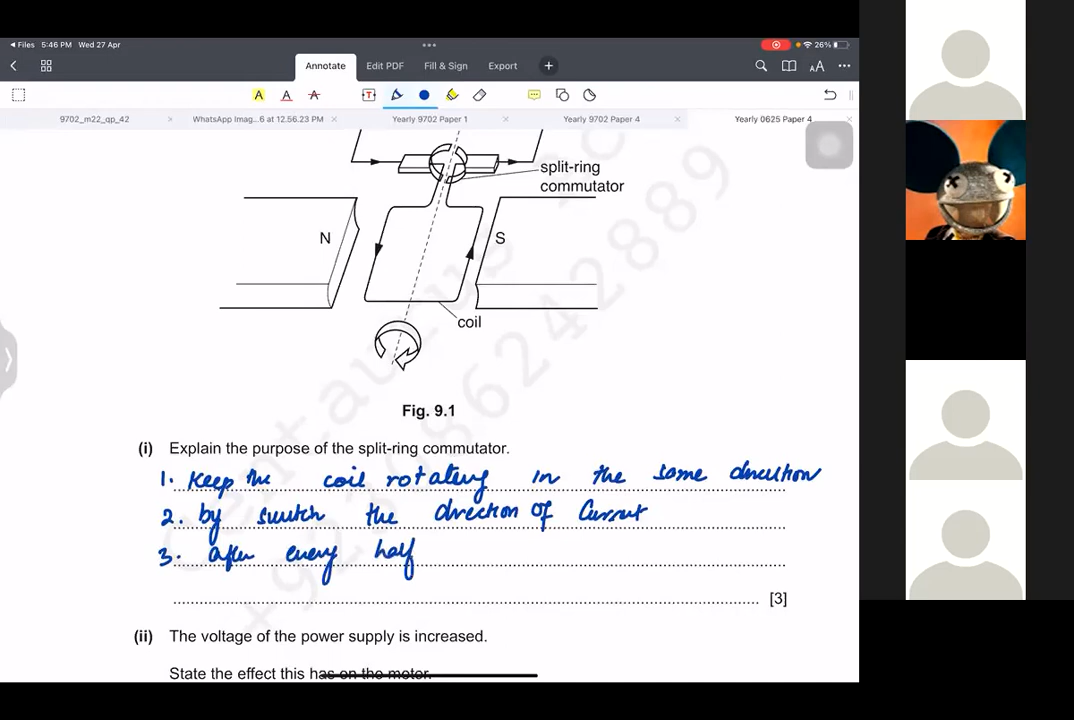 Files 5:46 PM Wed 27 Apr 26%
Annotate Edit PDF Fill & Sign Export
9702_m22_qp_42 WhatsApp Imag...6 at 12.56.23 PM Yearly 9702 Paper 1 Yearly 9702 Paper 4 Yearly 0625 Paper 4
split-ring
commutator
N S
coil
Fig. 9.1
(i) Explain the purpose of the split-ring commutator.
1. Keep the coil rotating in the same direction
2. by switch the direction of Current
3. after every half
[3]
(ii) The voltage of the power supply is increased.
State the effect this has on the motor.